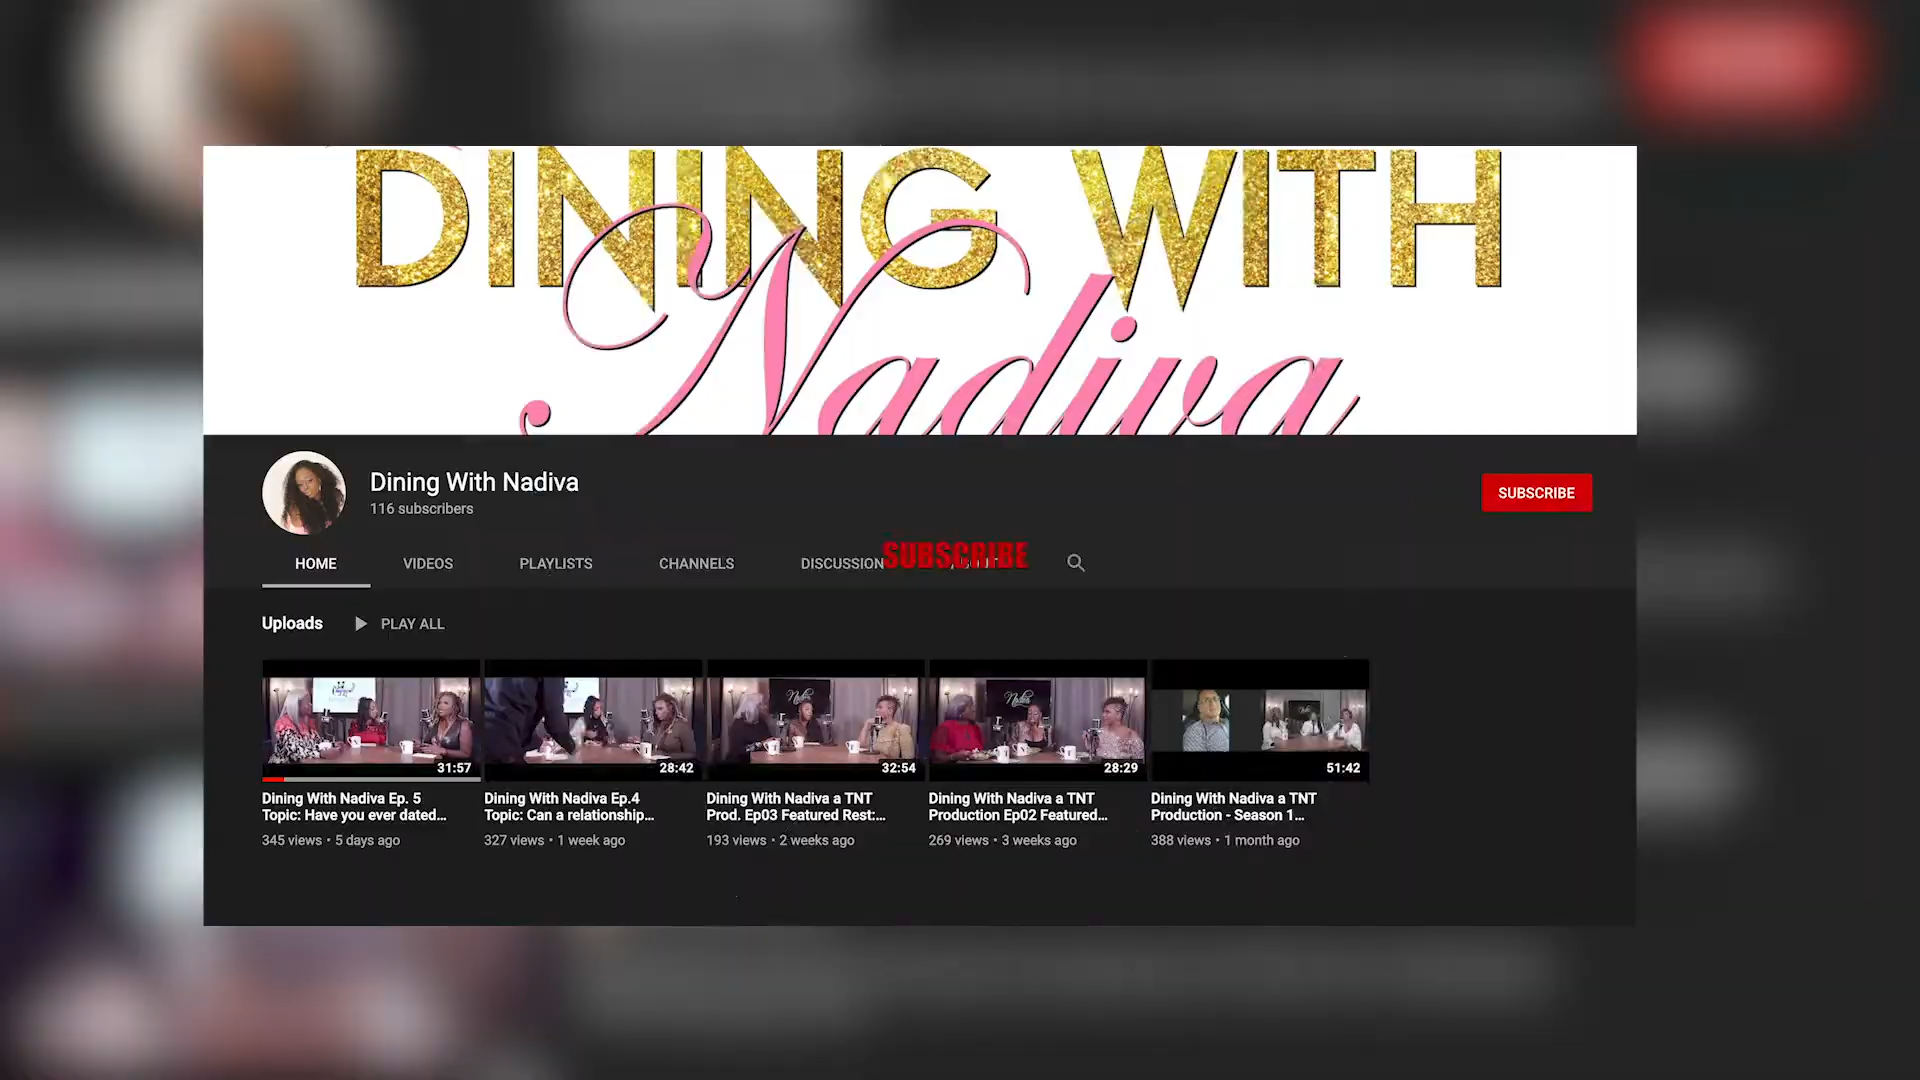 DINING WITH
Nadiva
Dining With Nadiva
116 subscribers
SUBSCRIBE
HOME VIDEOS PLAYLISTS CHANNELS DISCUSSION SUBSCRIBE
Uploads PLAY ALL
31:57 28:42 32:54 28:29 51:42
Dining With Nadiva Ep. 5
Topic: Have you ever dated...
345 views • 5 days ago
Dining With Nadiva Ep.4
Topic: Can a relationship...
327 views • 1 week ago
Dining With Nadiva a TNT
Prod. Ep03 Featured Rest:...
193 views • 2 weeks ago
Dining With Nadiva a TNT
Production Ep02 Featured...
269 views • 3 weeks ago
Dining With Nadiva a TNT
Production - Season 1...
388 views • 1 month ago